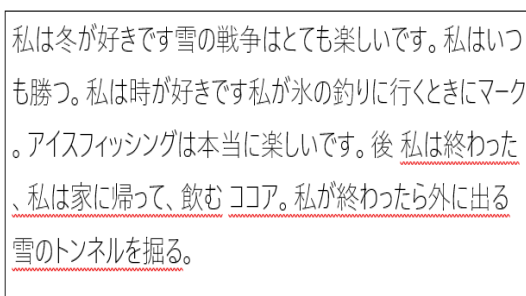 私は冬が好きです雪の戦争はとても楽しいです。私はいつ
も勝つ。私は時が好きです私が氷の釣りに行くときにマーク
。アイスフィッシングは本当に楽しいです。後 私は終わった
、私は家に帰って、飲む ココア。私が終わったら外に出る
雪のトンネルを掘る。